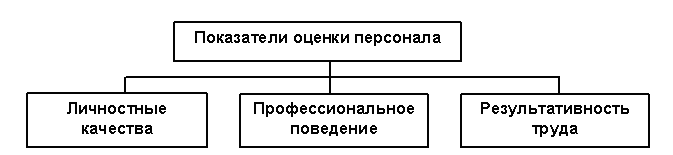 Показатели оценки персонала
Личностные
качества
Профессиональное
поведение
Результативность
труда